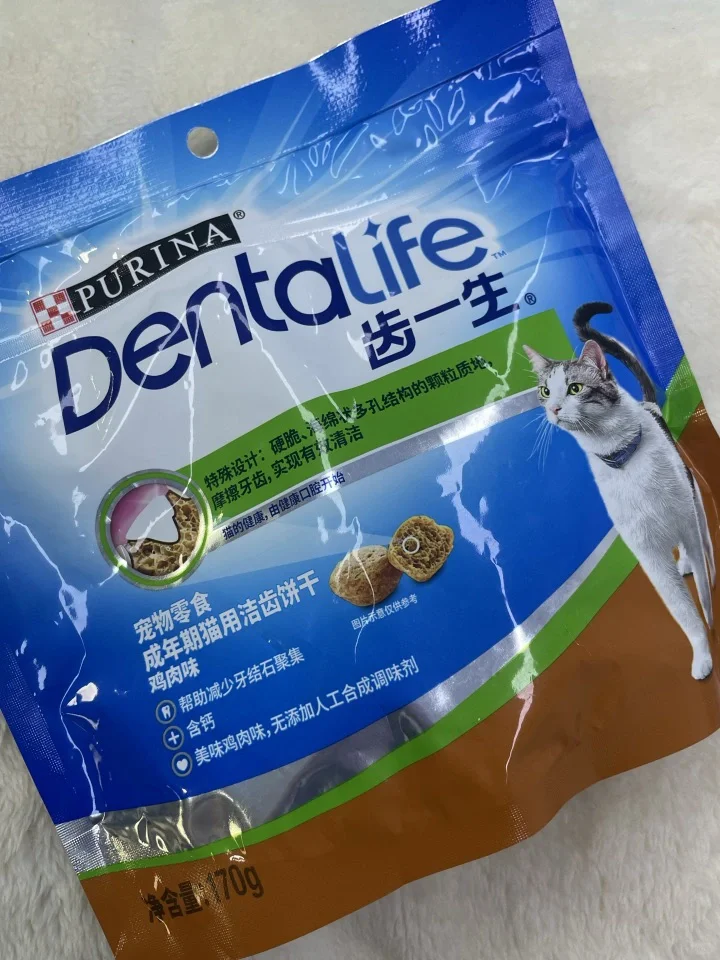 PURINA®
DentaLife™
齿一生®
特殊设计：硬脆、海绵状多孔结构的颗粒质地，
摩擦牙齿，实现有效清洁
猫的健康，由健康口腔开始
图片示意仅供参考
宠物零食
成年期猫用洁齿饼干
鸡肉味
帮助减少牙结石聚集
含钙
美味鸡肉味，无添加人工合成调味剂
净含量:170g